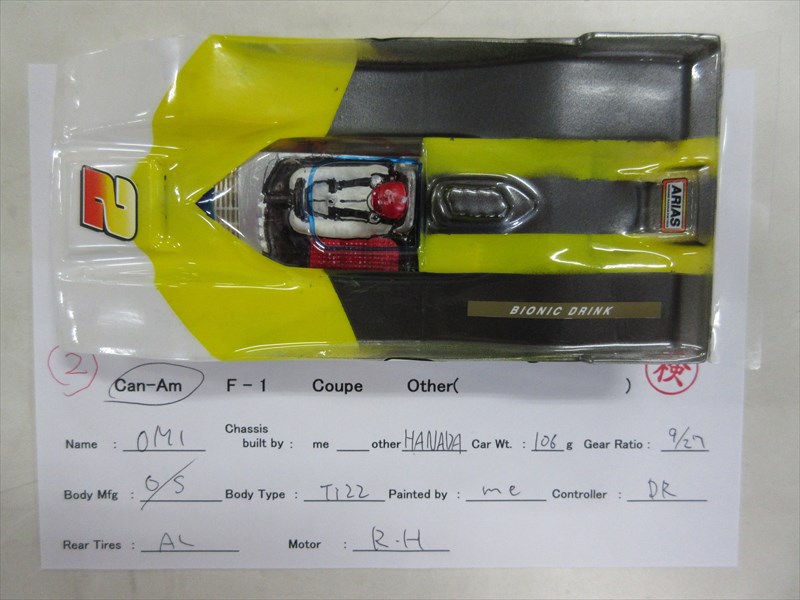 2
ARIAS
BIONIC DRINK
(2) Can-Am F-1 Coupe Other( ) 検
Name : OMI Chassis built by : me other HANADA Car Wt. : 106 g Gear Ratio : 9/27
Body Mfg : O/S Body Type : Ti22 Painted by : me Controller : DR
Rear Tires : AL Motor : R.H